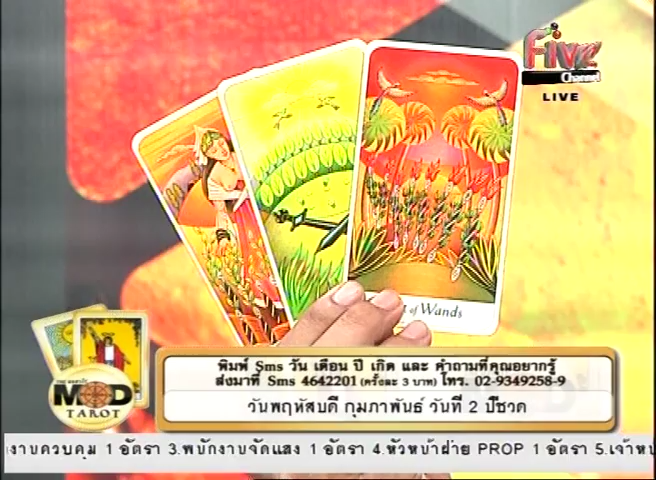 Five
Channel
LIVE
of Wands
พิมพ์ Sms วัน เดือน ปี เกิด และ คำถามที่คุณอยากรู้
ส่งมาที่ Sms 4642201 (ครั้งละ 3 บาท) โทร. 02-9349258-9
MOD
TAROT
วันพฤหัสบดี กุมภาพันธ์ วันที่ 2 ปีชวด
งานควบคุม 1 อัตรา 3.พนักงานจัดแสง 1 อัตรา 4.หัวหน้าฝ่าย PROP 1 อัตรา 5.เจ้าหน